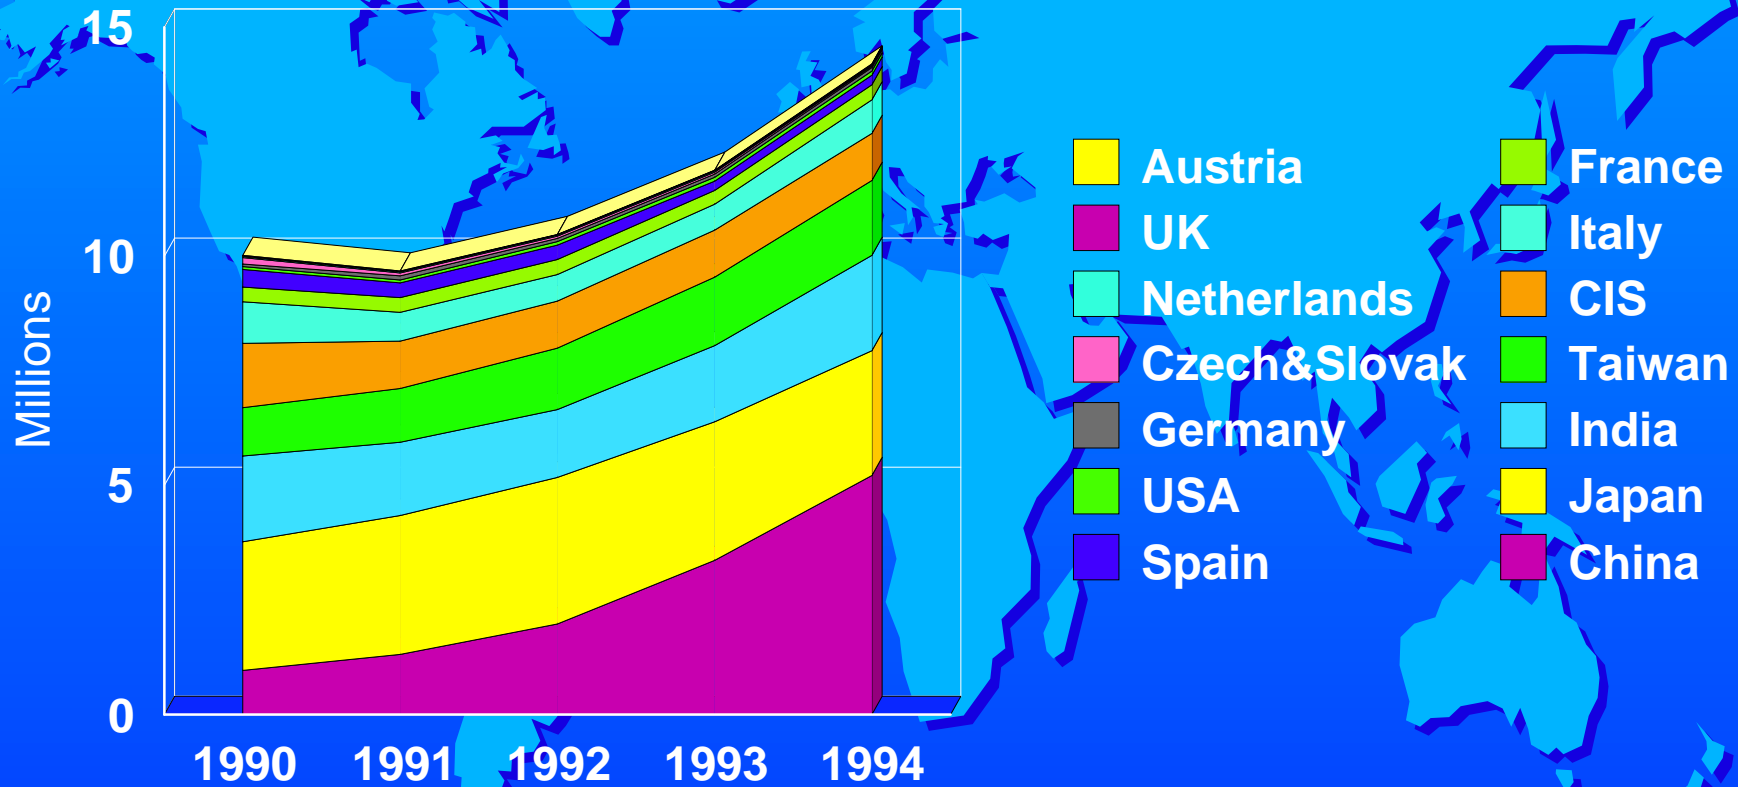 15
10
5
0
Millions
1990 1991 1992 1993 1994
Austria
UK
Netherlands
Czech&Slovak
Germany
USA
Spain
France
Italy
CIS
Taiwan
India
Japan
China